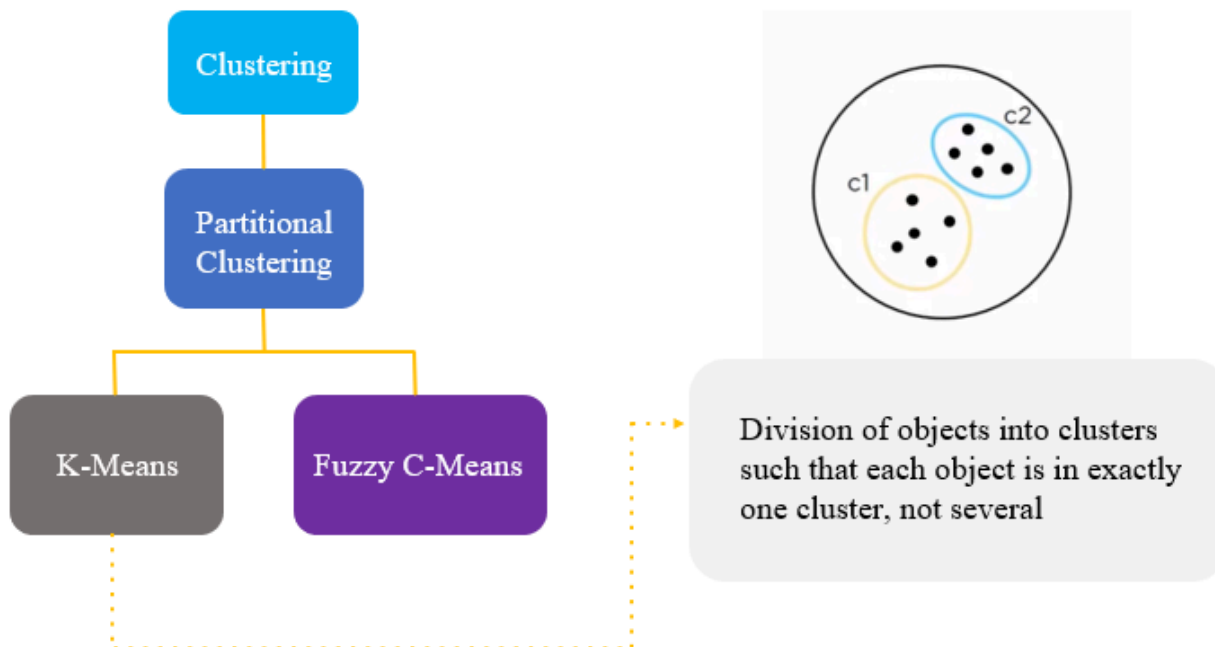 Clustering
Partitional
Clustering
K-Means
Fuzzy C-Means
c2
c1
Division of objects into clusters
such that each object is in exactly
one cluster, not several